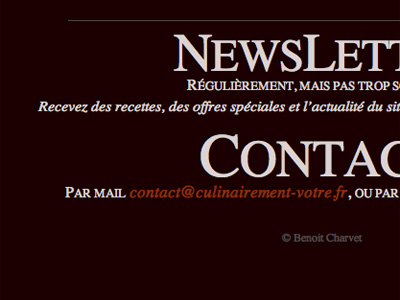 NEWSLETT
RÉGULIÈREMENT, MAIS PAS TROP
Recevez des recettes, des offres spéciales et l'actualité du
CONTAC
PAR MAIL contact@culinairement-votre.fr, OU PAR
© Benoit Charvet